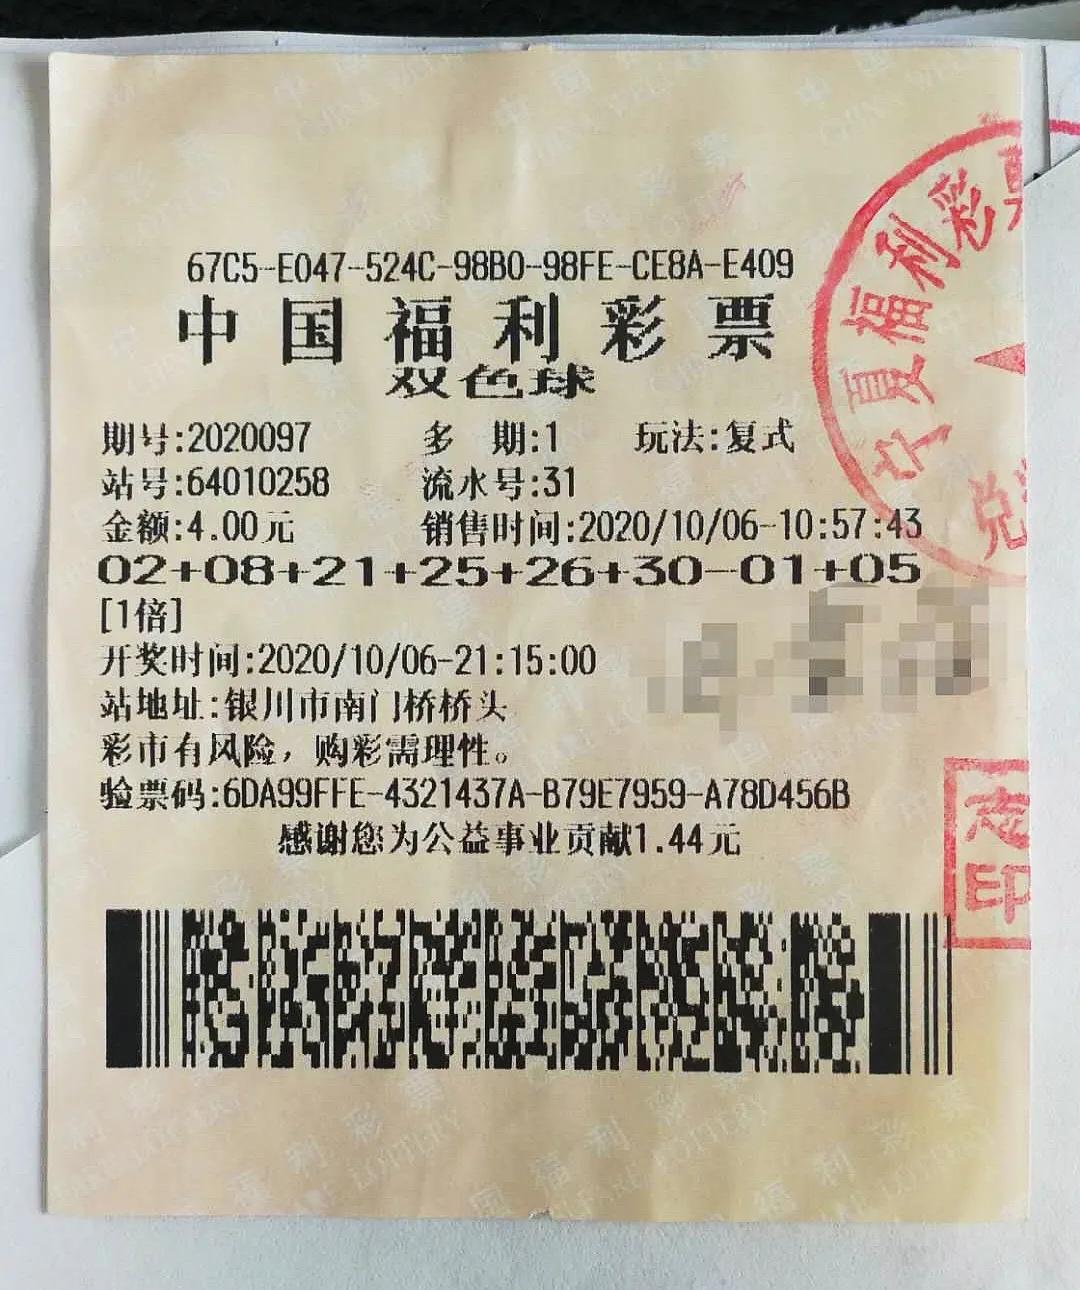 67C5-E047-524C-98B0-98FE-CE8A-E409
中国福利彩票
双色球
期号:2020097 多 期:1 玩法:复式
站号:64010258 流水号:31
金额:4.00元 销售时间:2020/10/06-10:57:43
02+08+21+25+26+30-01+05
[1倍]
开奖时间:2020/10/06-21:15:00
站地址:银川市南门桥桥头
彩市有风险，购彩需理性。
验票码:6DA99FFE-4321437A-B79E7959-A78D456B
感谢您为公益事业贡献1.44元
宁夏福利彩票
兑
志
印